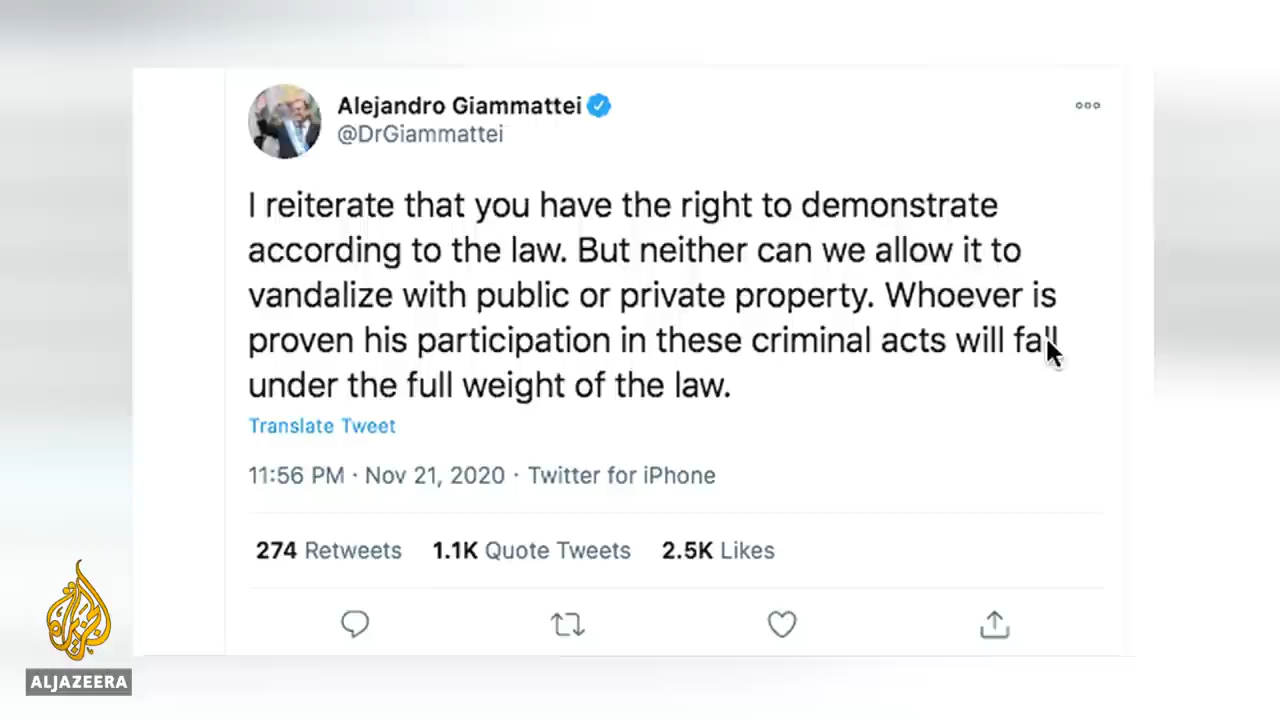 Alejandro Giammattei
@DrGiammattei
I reiterate that you have the right to demonstrate
according to the law. But neither can we allow it to
vandalize with public or private property. Whoever is
proven his participation in these criminal acts will fall
under the full weight of the law.
Translate Tweet
11:56 PM · Nov 21, 2020 · Twitter for iPhone
274 Retweets 1.1K Quote Tweets 2.5K Likes
الجزيرة
ALJAZEERA